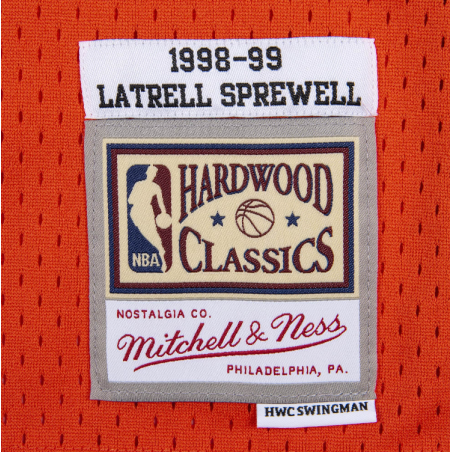 1998-99
LATRELL SPREWELL
NBA
HARDWOOD
CLASSICS
NOSTALGIA CO.
Mitchell & Ness
PHILADELPHIA, PA.
HWC SWINGMAN